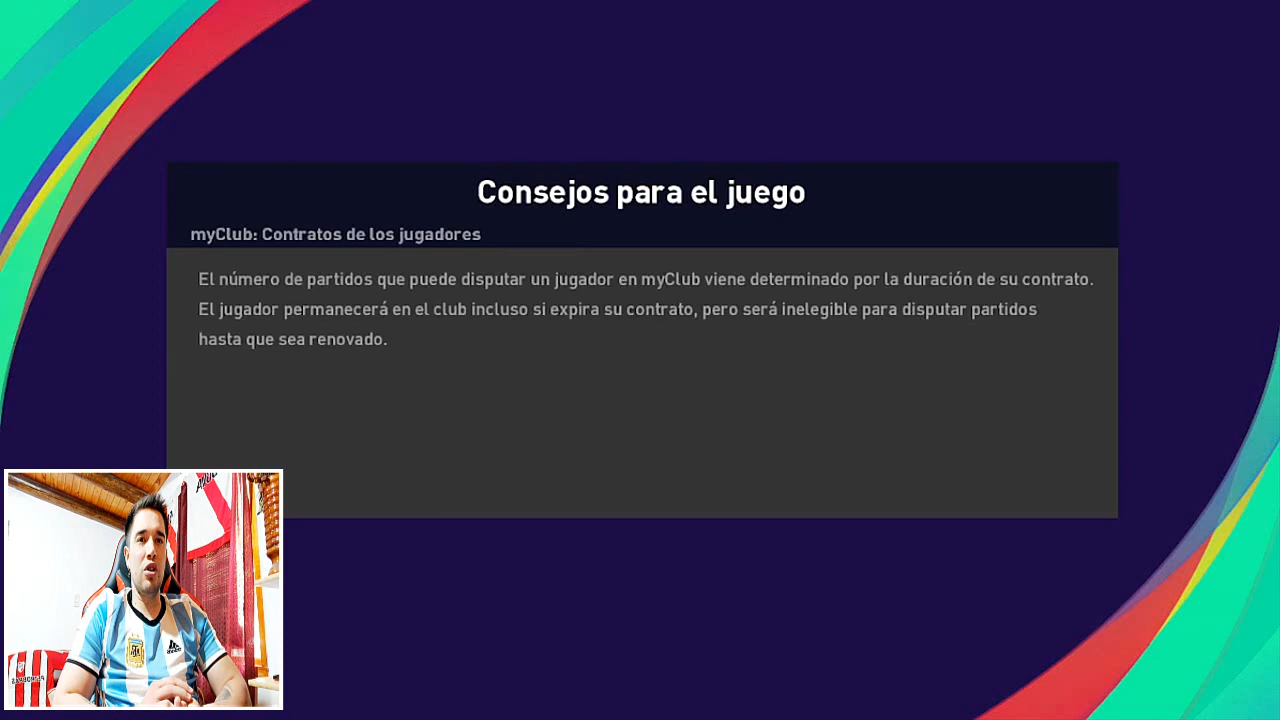 Consejos para el juego
myClub: Contratos de los jugadores
El número de partidos que puede disputar un jugador en myClub viene determinado por la duración de su contrato.
El jugador permanecerá en el club incluso si expira su contrato, pero será inelegible para disputar partidos
hasta que sea renovado.